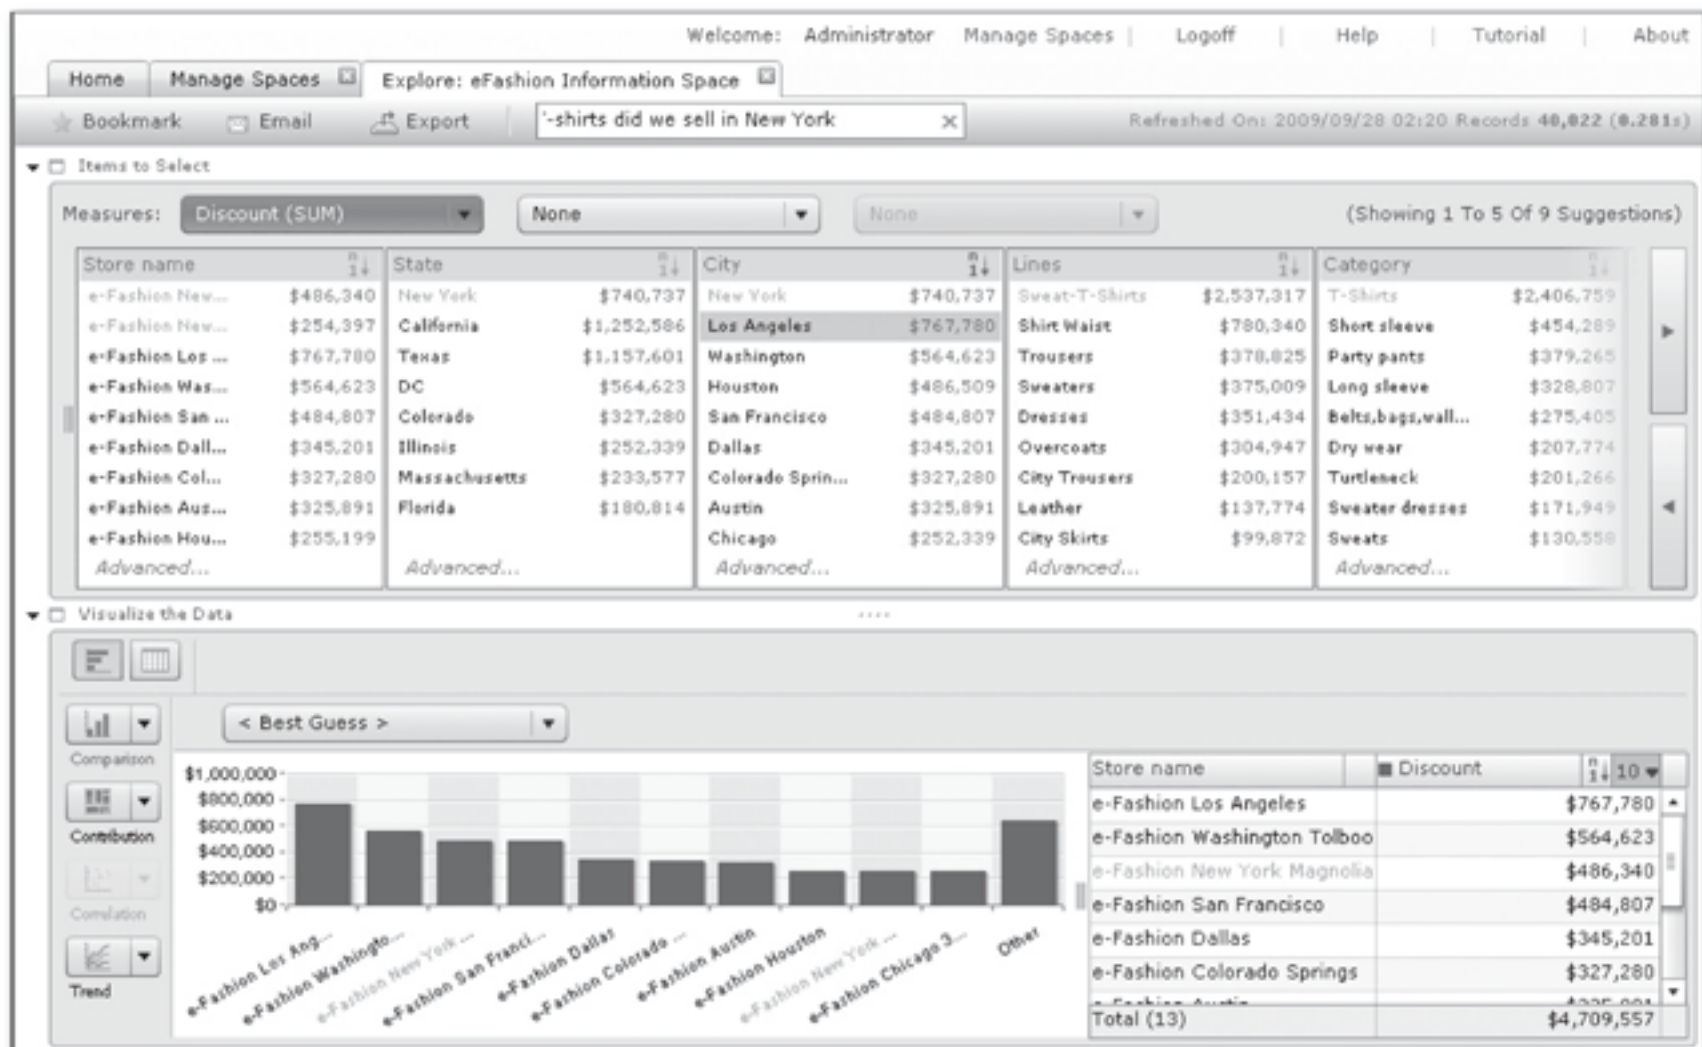 Welcome: Administrator Manage Spaces | Logoff | Help | Tutorial | About
Home Manage Spaces Explore: eFashion Information Space
Bookmark Email Export '-shirts did we sell in New York Refreshed On: 2009/09/28 02:20 Records 40,022 (0.281s)
Items to Select
Measures: Discount (SUM) None None (Showing 1 To 5 Of 9 Suggestions)
Store name State City Lines Category
e-Fashion New... $486,340 New York $740,737 New York $740,737 Sweat-T-Shirts $2,537,317 T-Shirts $2,406,759
e-Fashion New... $254,397 California $1,252,586 Los Angeles $767,780 Shirt Waist $780,340 Short sleeve $454,289
e-Fashion Los ... $767,780 Texas $1,157,601 Washington $564,623 Trousers $378,825 Party pants $379,265
e-Fashion Was... $564,623 DC $564,623 Houston $486,509 Sweaters $375,009 Long sleeve $328,807
e-Fashion San ... $484,807 Colorado $327,280 San Francisco $484,807 Dresses $351,434 Belts,bags,wall... $275,405
e-Fashion Dall... $345,201 Illinois $252,339 Dallas $345,201 Overcoats $304,947 Dry wear $207,774
e-Fashion Col... $327,280 Massachusetts $233,577 Colorado Sprin... $327,280 City Trousers $200,157 Turtleneck $201,266
e-Fashion Aus... $325,891 Florida $180,814 Austin $325,891 Leather $137,774 Sweater dresses $171,949
e-Fashion Hou... $255,199 Chicago $252,339 City Skirts $99,872 Sweats $130,558
Advanced... Advanced... Advanced... Advanced... Advanced...
Visualize the Data
< Best Guess >
Comparison
Contribution
Correlation
Trend
$1,000,000
$800,000
$600,000
$400,000
$200,000
$0
e-Fashion Los Ang... e-Fashion Washingto... e-Fashion New York ... e-Fashion San Franci... e-Fashion Dallas e-Fashion Colorado ... e-Fashion Austin e-Fashion Houston e-Fashion New York ... e-Fashion Chicago 3... Other
Store name Discount 10
e-Fashion Los Angeles $767,780
e-Fashion Washington Tolboo $564,623
e-Fashion New York Magnolia $486,340
e-Fashion San Francisco $484,807
e-Fashion Dallas $345,201
e-Fashion Colorado Springs $327,280
e-Fashion Austin
Total (13) $4,709,557